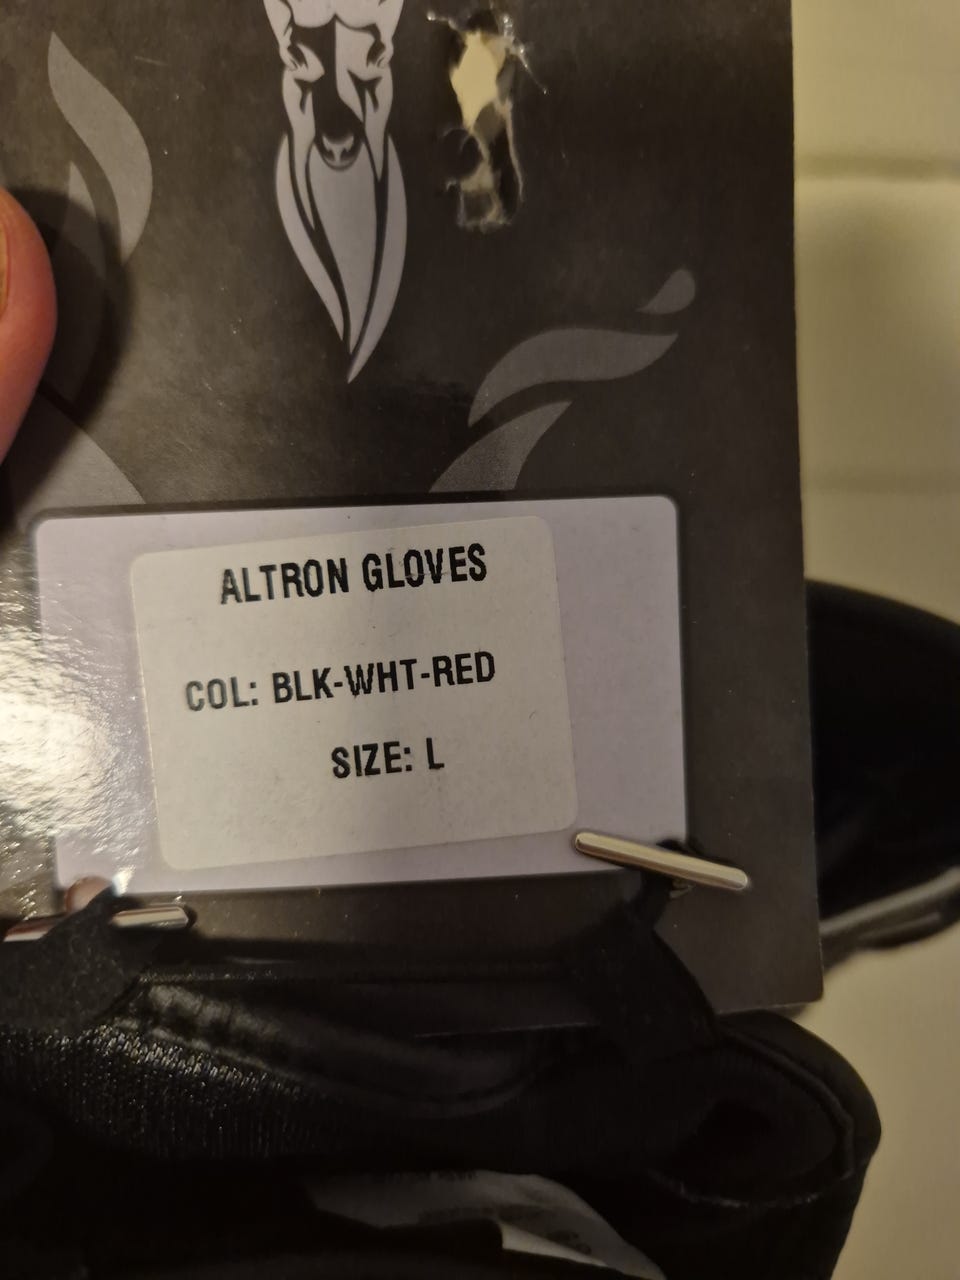 ALTRON GLOVES
COL: BLK-WHT-RED
SIZE: L